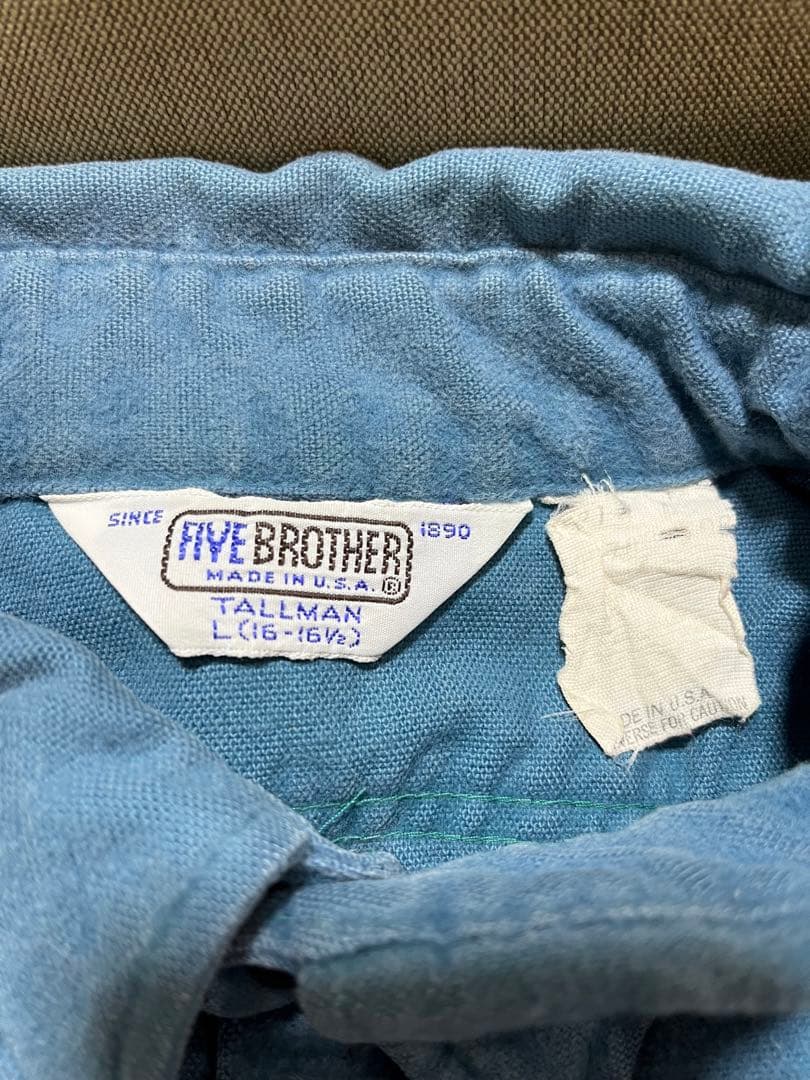 SINCE FIVE BROTHER ® 1890
MADE IN U.S.A.
TALLMAN
L (16-16½)
DE IN U.S.A.
ERSE FOR CAUTION